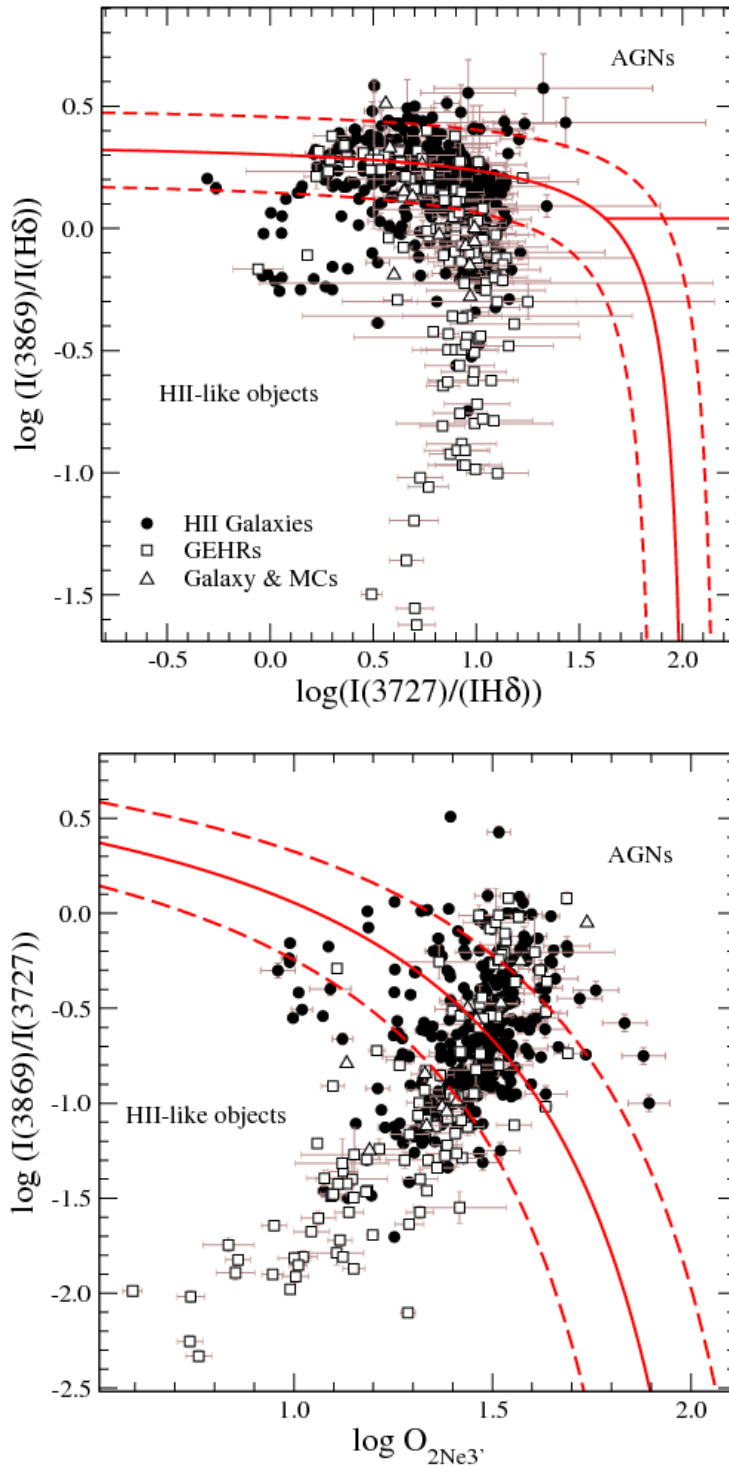 AGNs
0.5
0.0
-0.5
-1.0
-1.5
log (I(3869)/I(Hδ))
HII-like objects
HII Galaxies
GEHRs
Galaxy & MCs
-0.5 0.0 0.5 1.0 1.5 2.0
log(I(3727)/(IHδ))
AGNs
0.5
0.0
-0.5
-1.0
-1.5
-2.0
-2.5
log (I(3869)/I(3727))
HII-like objects
1.0 1.5 2.0
log O2Ne3'